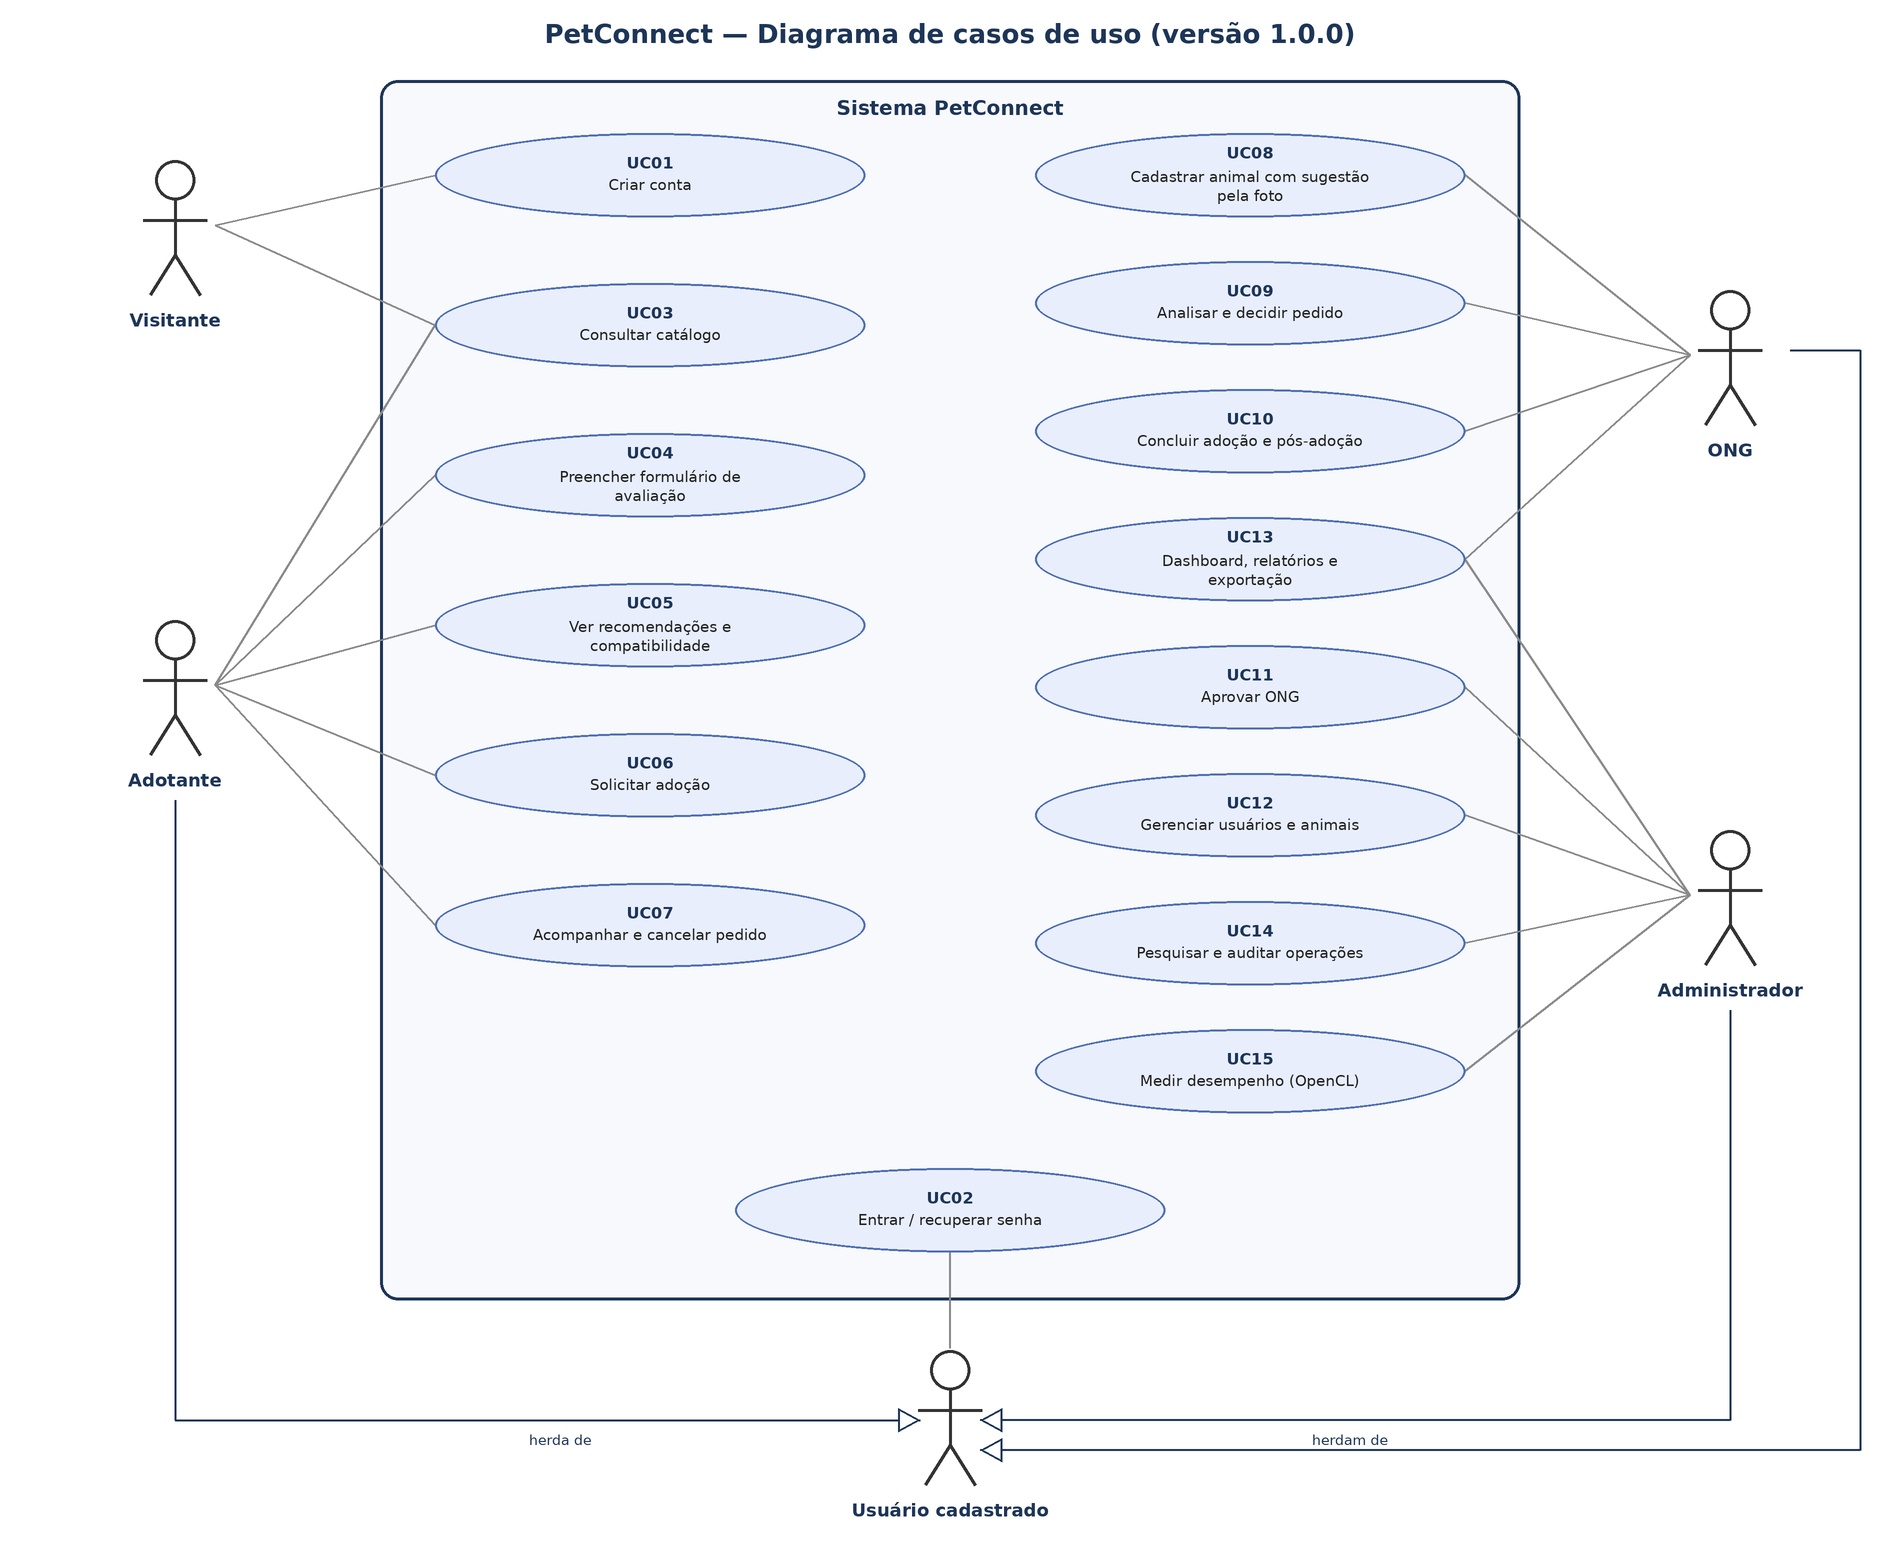 PetConnect — Diagrama de casos de uso (versão 1.0.0)
Sistema PetConnect
UC01
Criar conta
UC03
Consultar catálogo
UC04
Preencher formulário de
avaliação
UC05
Ver recomendações e
compatibilidade
UC06
Solicitar adoção
UC07
Acompanhar e cancelar pedido
UC08
Cadastrar animal com sugestão
pela foto
UC09
Analisar e decidir pedido
UC10
Concluir adoção e pós-adoção
UC13
Dashboard, relatórios e
exportação
UC11
Aprovar ONG
UC12
Gerenciar usuários e animais
UC14
Pesquisar e auditar operações
UC15
Medir desempenho (OpenCL)
UC02
Entrar / recuperar senha
Visitante
Adotante
ONG
Administrador
herda de
herdam de
Usuário cadastrado